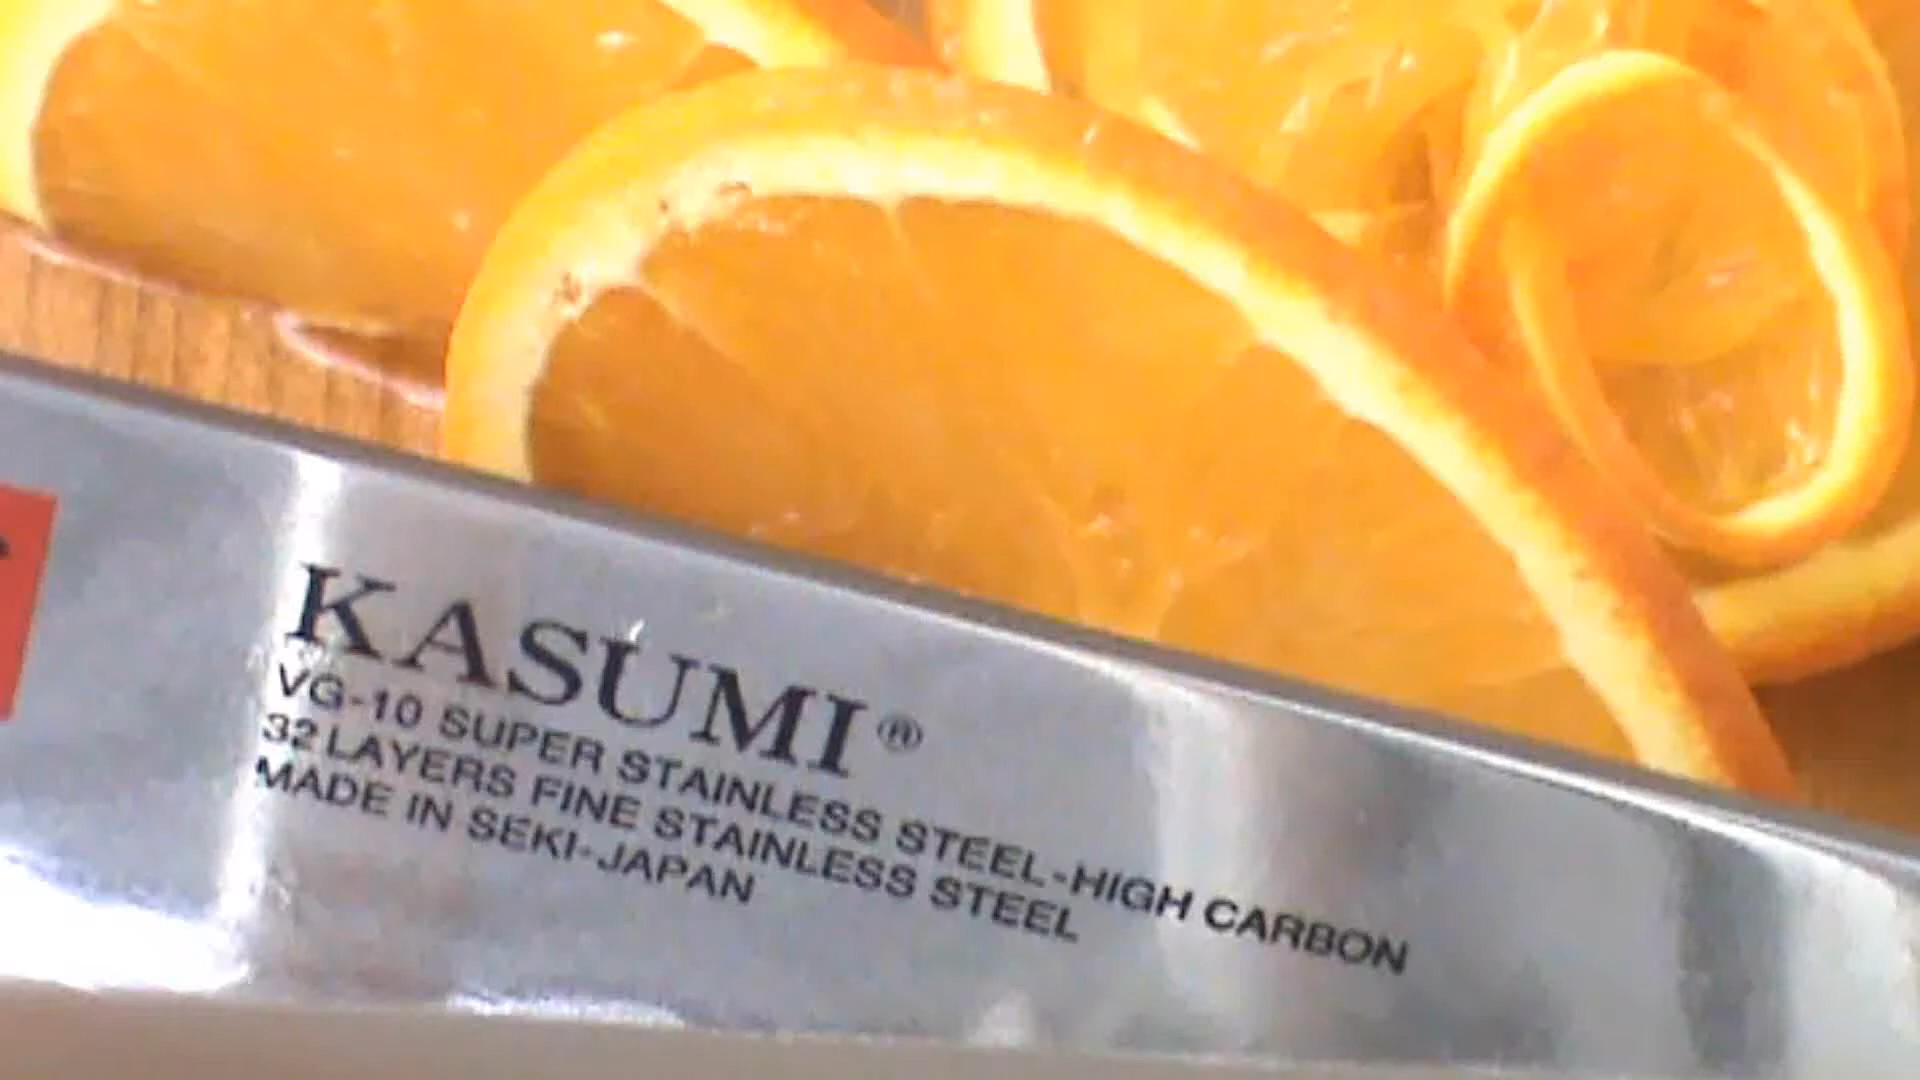 KASUMI®
VG-10 SUPER STAINLESS STEEL-HIGH CARBON
32 LAYERS FINE STAINLESS STEEL
MADE IN SEKI-JAPAN